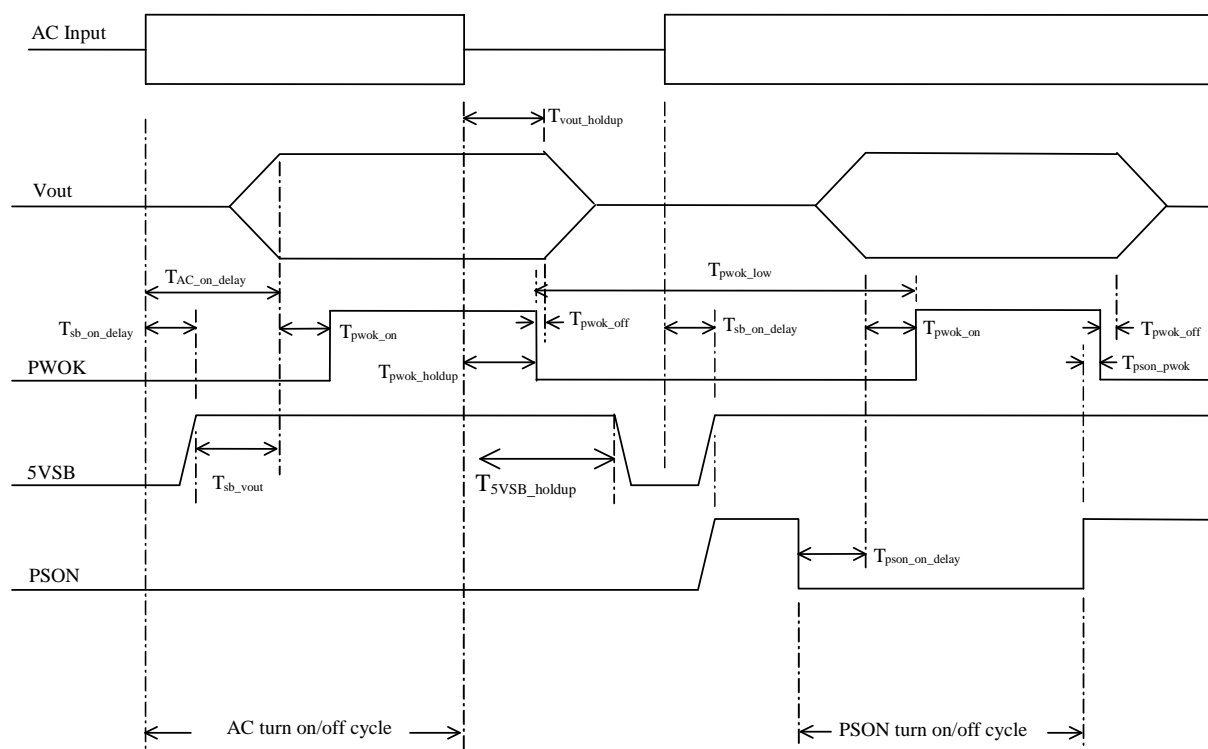 AC Input
Tvout_holdup
Vout
TAC_on_delay
Tpwok_low
Tsb_on_delay
Tpwok_on
Tpwok_off
Tsb_on_delay
Tpwok_on
Tpwok_off
PWOK
Tpwok_holdup
Tpson_pwok
5VSB
Tsb_vout
T5VSB_holdup
PSON
Tpson_on_delay
AC turn on/off cycle
PSON turn on/off cycle